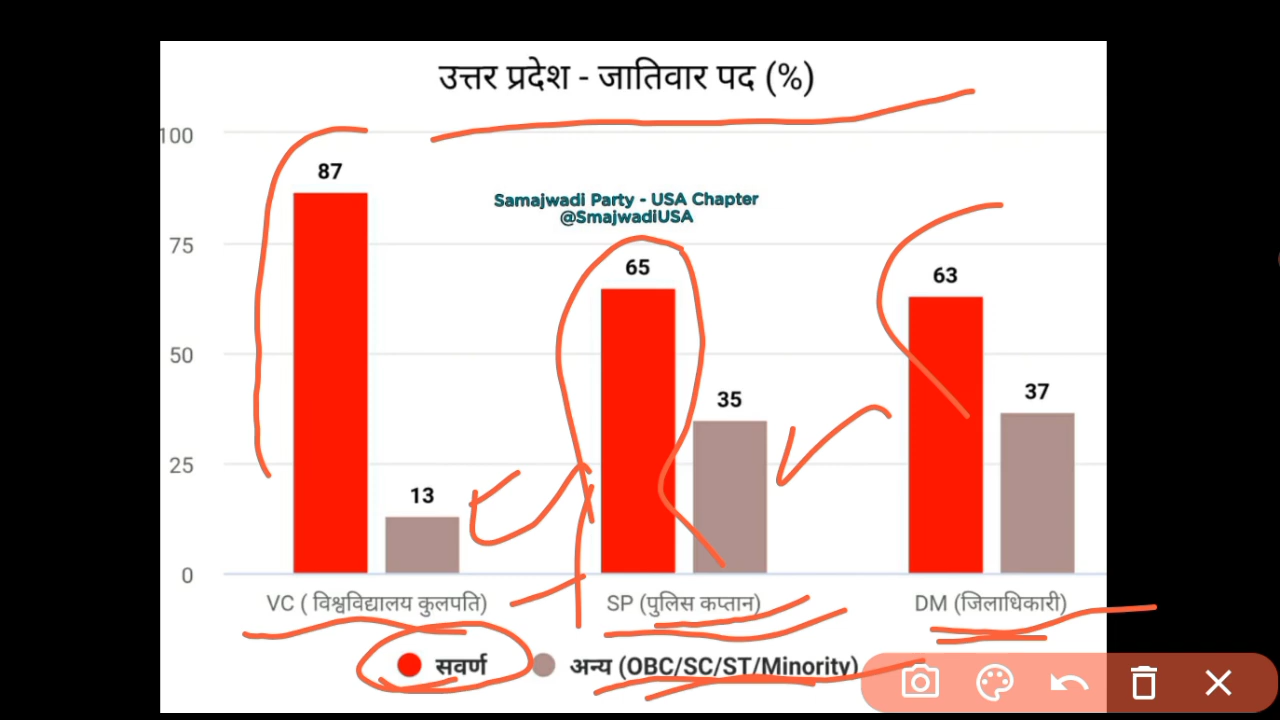 उत्तर प्रदेश - जातिवार पद (%)
100
87
Samajwadi Party - USA Chapter
@SmajwadiUSA
75
65
63
50
35
37
25
13
0
VC ( विश्वविद्यालय कुलपति)
SP (पुलिस कप्तान)
DM (जिलाधिकारी)
सवर्ण
अन्य (OBC/SC/ST/Minority)